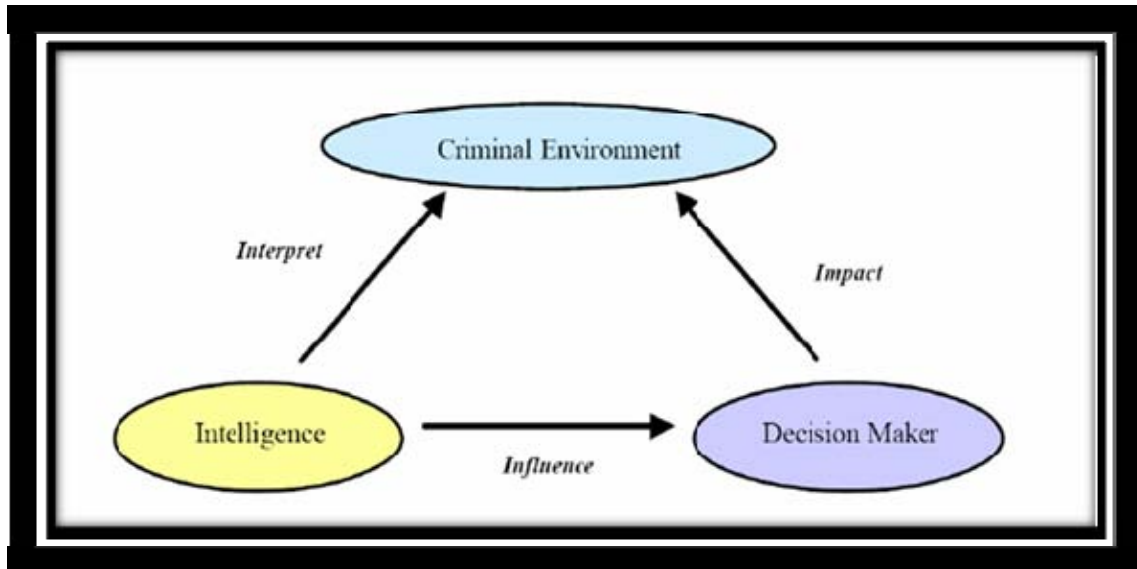 Criminal Environment
Interpret
Impact
Intelligence
Decision Maker
Influence